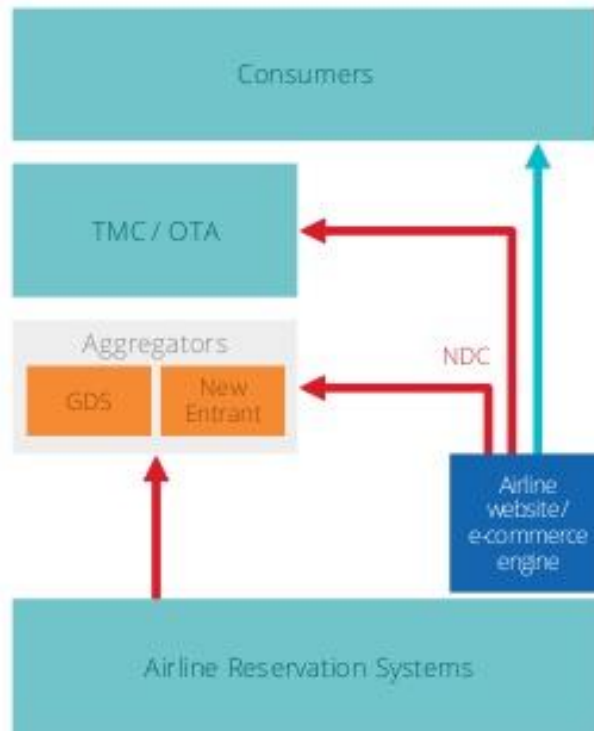 Consumers
TMC / OTA
Aggregators
GDS
New
Entrant
NDC
Airline
website/
e-commerce
engine
Airline Reservation Systems